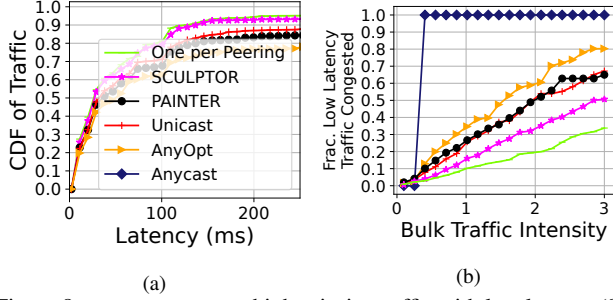 CDF of Traffic
1.0
0.9
0.8
0.7
0.6
0.5
0.4
0.3
0.2
0.1
0.0
One per Peering
SCULPTOR
PAINTER
Unicast
AnyOpt
Anycast
0 100 200
Latency (ms)
(a)
Frac. Low Latency
Traffic Congested
1.0
0.9
0.8
0.7
0.6
0.5
0.4
0.3
0.2
0.1
0.0
0 1 2 3
Bulk Traffic Intensity
(b)